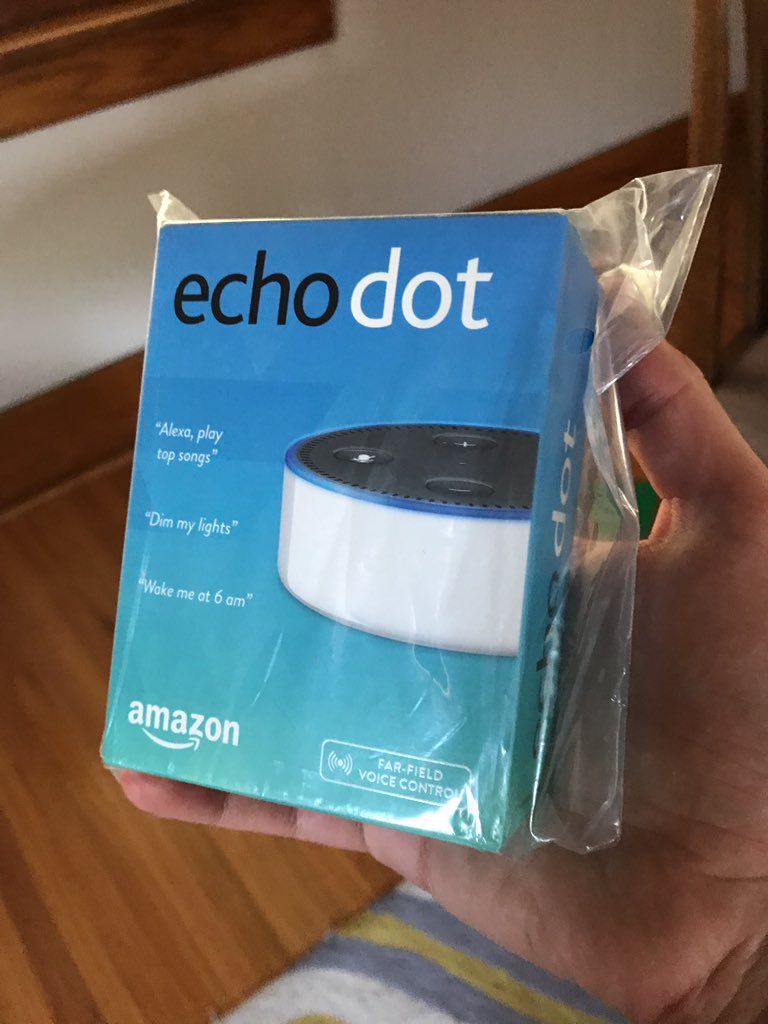 echo dot
“Alexa, play
top songs”
“Dim my lights”
“Wake me at 6 am”
amazon
FAR-FIELD
VOICE CONTROL
echo dot